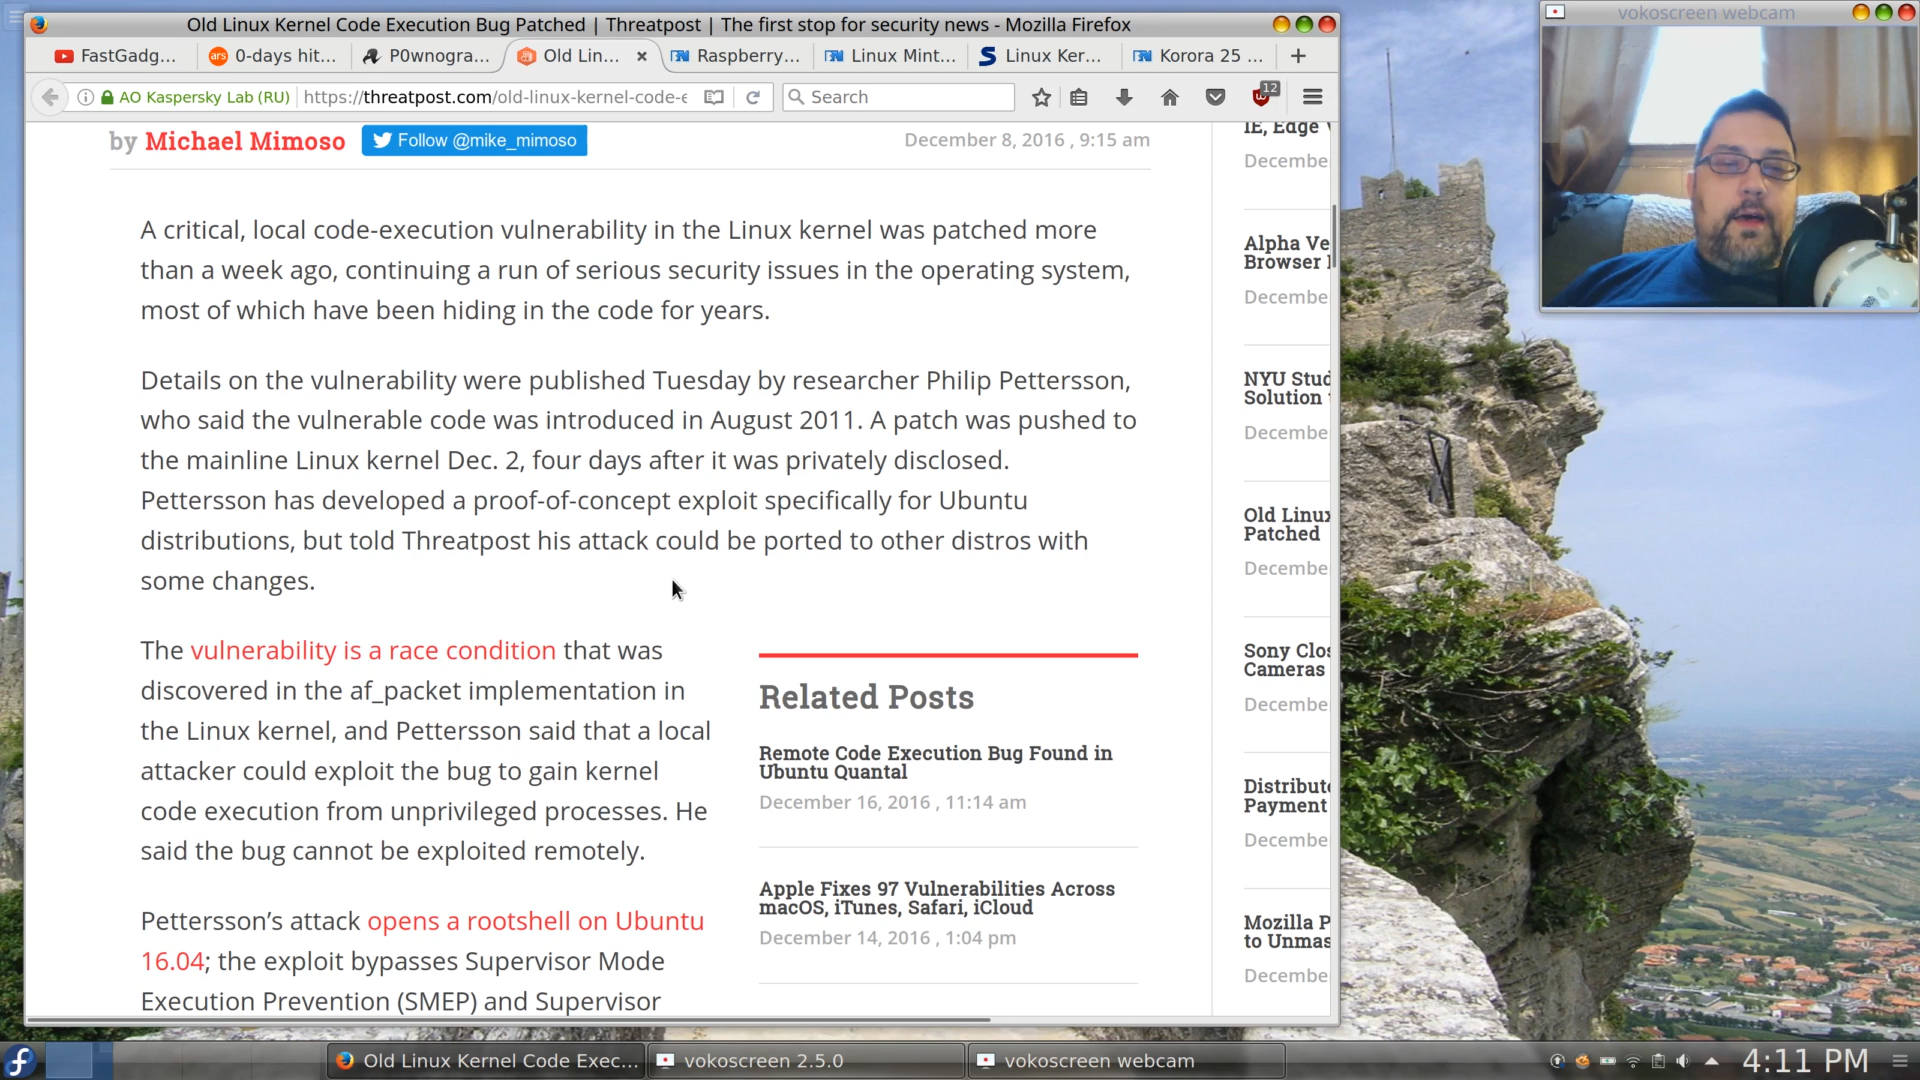 Old Linux Kernel Code Execution Bug Patched | Threatpost | The first stop for security news - Mozilla Firefox
FastGadg...
ars
0-days hit...
P0wnogra...
Old Lin...
Raspberry...
Linux Mint...
Linux Ker...
Korora 25 ...
AO Kaspersky Lab (RU)
https://threatpost.com/old-linux-kernel-code-e
Search
12
by Michael Mimoso
Follow @mike_mimoso
December 8, 2016 , 9:15 am
A critical, local code-execution vulnerability in the Linux kernel was patched more
than a week ago, continuing a run of serious security issues in the operating system,
most of which have been hiding in the code for years.
Details on the vulnerability were published Tuesday by researcher Philip Pettersson,
who said the vulnerable code was introduced in August 2011. A patch was pushed to
the mainline Linux kernel Dec. 2, four days after it was privately disclosed.
Pettersson has developed a proof-of-concept exploit specifically for Ubuntu
distributions, but told Threatpost his attack could be ported to other distros with
some changes.
The vulnerability is a race condition that was
discovered in the af_packet implementation in
the Linux kernel, and Pettersson said that a local
attacker could exploit the bug to gain kernel
code execution from unprivileged processes. He
said the bug cannot be exploited remotely.
Pettersson’s attack opens a rootshell on Ubuntu
16.04; the exploit bypasses Supervisor Mode
Execution Prevention (SMEP) and Supervisor
Related Posts
Remote Code Execution Bug Found in
Ubuntu Quantal
December 16, 2016 , 11:14 am
Apple Fixes 97 Vulnerabilities Across
macOS, iTunes, Safari, iCloud
December 14, 2016 , 1:04 pm
IE, Edge
Decembe
Alpha Ve
Browser
Decembe
NYU Stud
Solution
Decembe
Old Linux
Patched
Decembe
Sony Clos
Cameras
Decembe
Distribute
Payment
Decembe
Mozilla P
to Unmas
Decembe
vokoscreen webcam
Old Linux Kernel Code Exec...
vokoscreen 2.5.0
vokoscreen webcam
4:11 PM